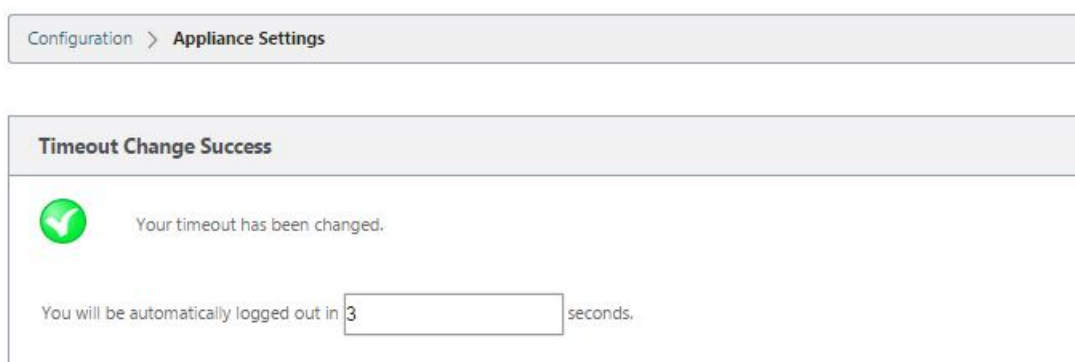 Configuration > Appliance Settings
Timeout Change Success
Your timeout has been changed.
You will be automatically logged out in 3 seconds.